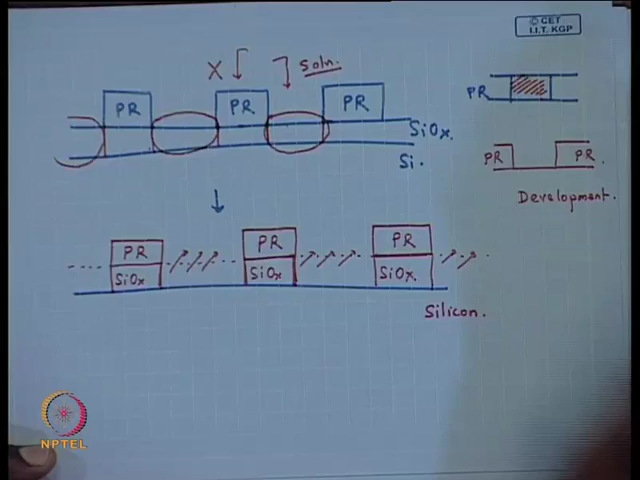 © CET
I.I.T. KGP
X
Soln.
PR
PR
PR
SiOx.
Si.
PR
PR
PR
Development.
PR
PR
PR
SiOx
SiOx
SiOx.
Silicon.
NPTEL